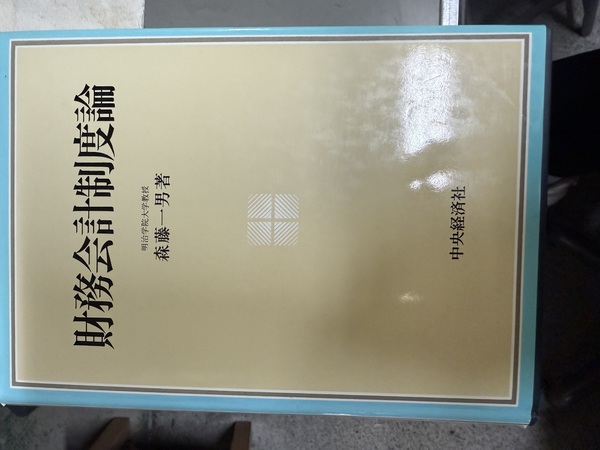 財務会計制度論
明治学院大学教授
森藤一男著
中央経済社